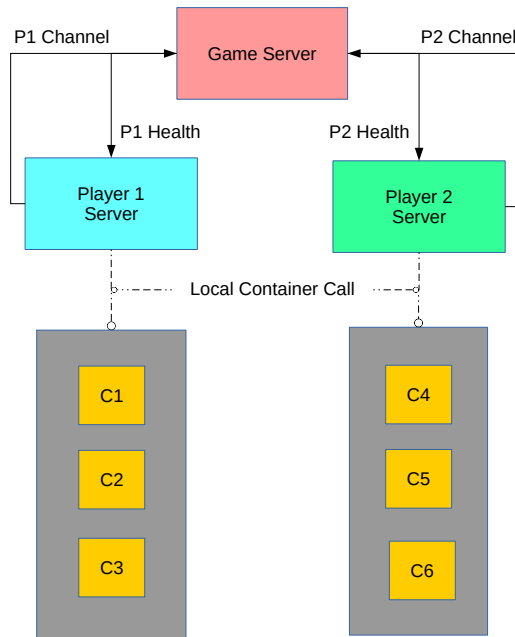 P1 Channel
Game Server
P2 Channel
P1 Health
P2 Health
Player 1
Server
Player 2
Server
Local Container Call
C1
C4
C2
C5
C3
C6